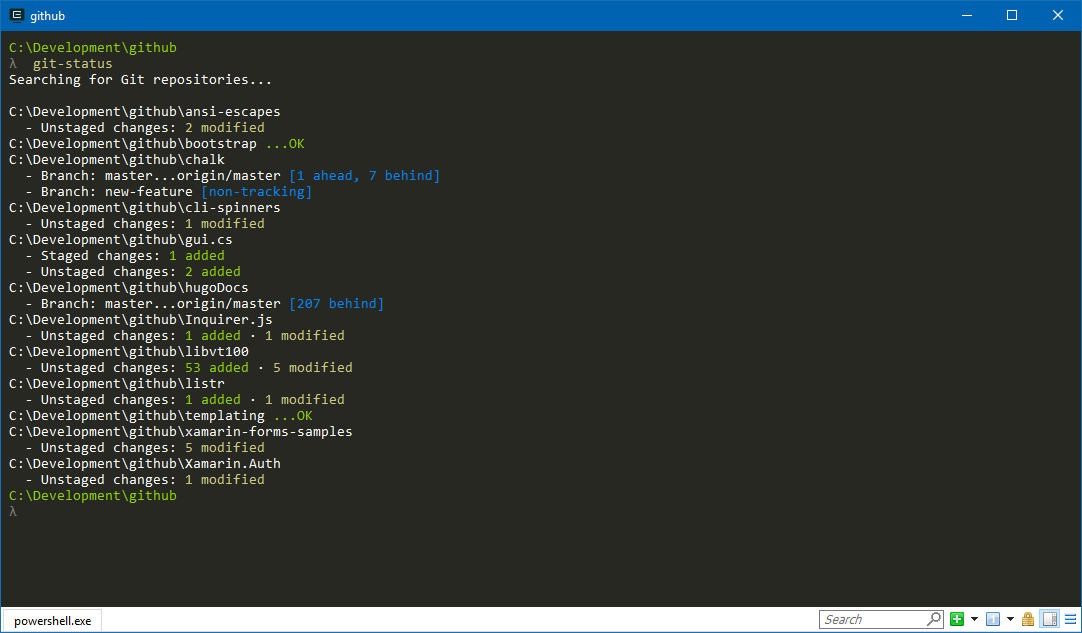 github
C:\Development\github
λ  git-status
Searching for Git repositories...
C:\Development\github\ansi-escapes
  - Unstaged changes: 2 modified
C:\Development\github\bootstrap ...OK
C:\Development\github\chalk
  - Branch: master...origin/master [1 ahead, 7 behind]
  - Branch: new-feature [non-tracking]
C:\Development\github\cli-spinners
  - Unstaged changes: 1 modified
C:\Development\github\gui.cs
  - Staged changes: 1 added
  - Unstaged changes: 2 added
C:\Development\github\hugoDocs
  - Branch: master...origin/master [207 behind]
C:\Development\github\Inquirer.js
  - Unstaged changes: 1 added · 1 modified
C:\Development\github\libvt100
  - Unstaged changes: 53 added · 5 modified
C:\Development\github\listr
  - Unstaged changes: 1 added · 1 modified
C:\Development\github\templating ...OK
C:\Development\github\xamarin-forms-samples
  - Unstaged changes: 5 modified
C:\Development\github\Xamarin.Auth
  - Unstaged changes: 1 modified
C:\Development\github
λ
powershell.exe
Search